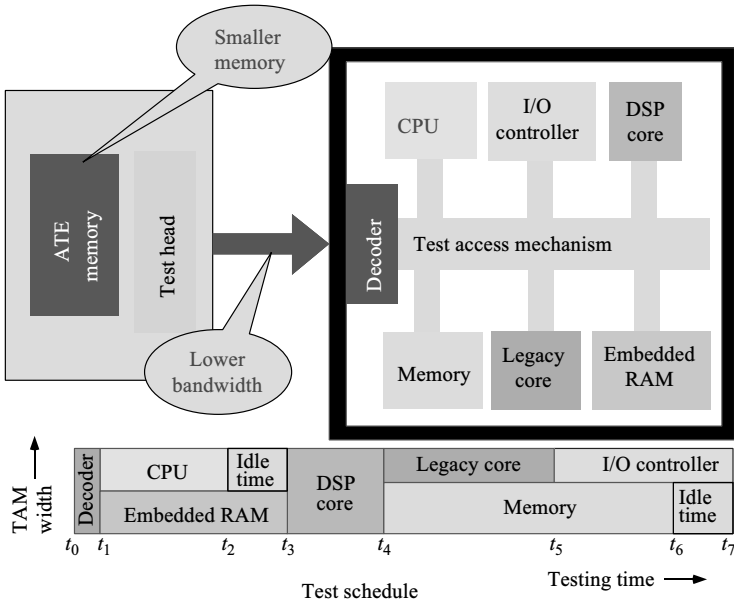 Smaller
memory
ATE
memory
Test head
Lower
bandwidth
CPU
I/O
controller
DSP
core
Decoder
Test access mechanism
Memory
Legacy
core
Embedded
RAM
TAM
width
Decoder
CPU
Idle
time
Embedded RAM
DSP
core
Legacy core
I/O controller
Memory
Idle
time
t0 t1 t2 t3 t4 t5 t6 t7
Testing time
Test schedule